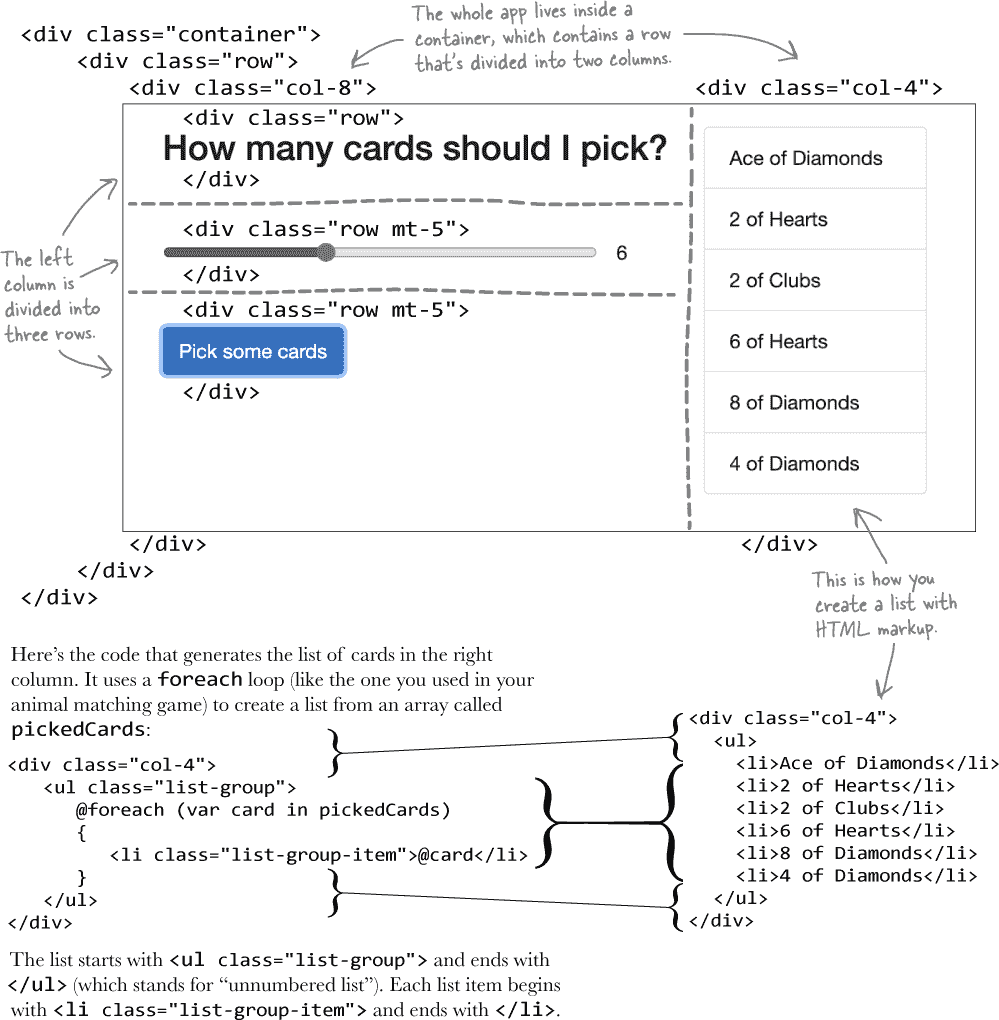 The whole app lives inside a
container, which contains a row
that's divided into two columns.
<div class="container">
<div class="row">
<div class="col-8">
<div class="col-4">
<div class="row">
How many cards should I pick?
</div>
<div class="row mt-5">
6
</div>
<div class="row mt-5">
Pick some cards
</div>
The left
column is
divided into
three rows.
Ace of Diamonds
2 of Hearts
2 of Clubs
6 of Hearts
8 of Diamonds
4 of Diamonds
</div>
</div>
</div>
</div>
This is how you
create a list with
HTML markup.
Here’s the code that generates the list of cards in the right
column. It uses a foreach loop (like the one you used in your
animal matching game) to create a list from an array called
pickedCards:
<div class="col-4">
<ul class="list-group">
@foreach (var card in pickedCards)
{
<li class="list-group-item">@card</li>
}
</ul>
</div>
<div class="col-4">
<ul>
<li>Ace of Diamonds</li>
<li>2 of Hearts</li>
<li>2 of Clubs</li>
<li>6 of Hearts</li>
<li>8 of Diamonds</li>
<li>4 of Diamonds</li>
</ul>
</div>
The list starts with <ul class="list-group"> and ends with
</ul> (which stands for “unnumbered list”). Each list item begins
with <li class="list-group-item"> and ends with </li>.